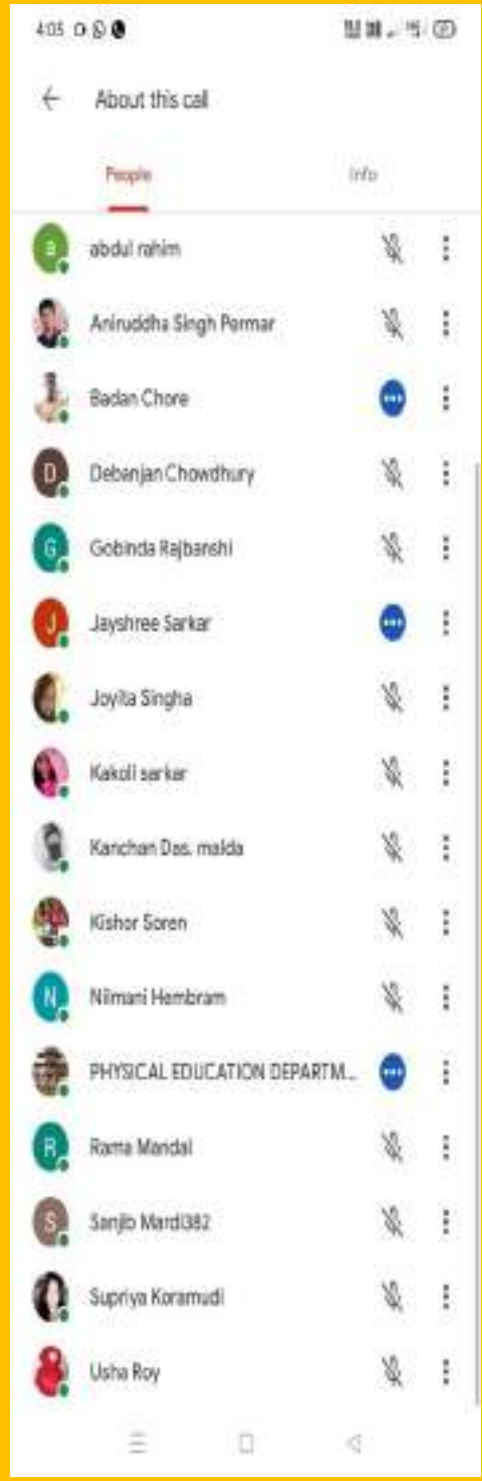 4:05
About this call
People Info
a abdul rahim
Aniruddha Singh Permar
Badan Chore
D Debanjan Chowdhury
G Gobinda Rajbanshi
J Jayshree Sarkar
Joyita Singha
Kakoli sarkar
Kanchan Das. malda
Kishor Soren
N Nilmani Hembram
PHYSICAL EDUCATION DEPARTM...
R Rama Mandal
S Sanjib Mardi382
Supriya Koramudi
Usha Roy